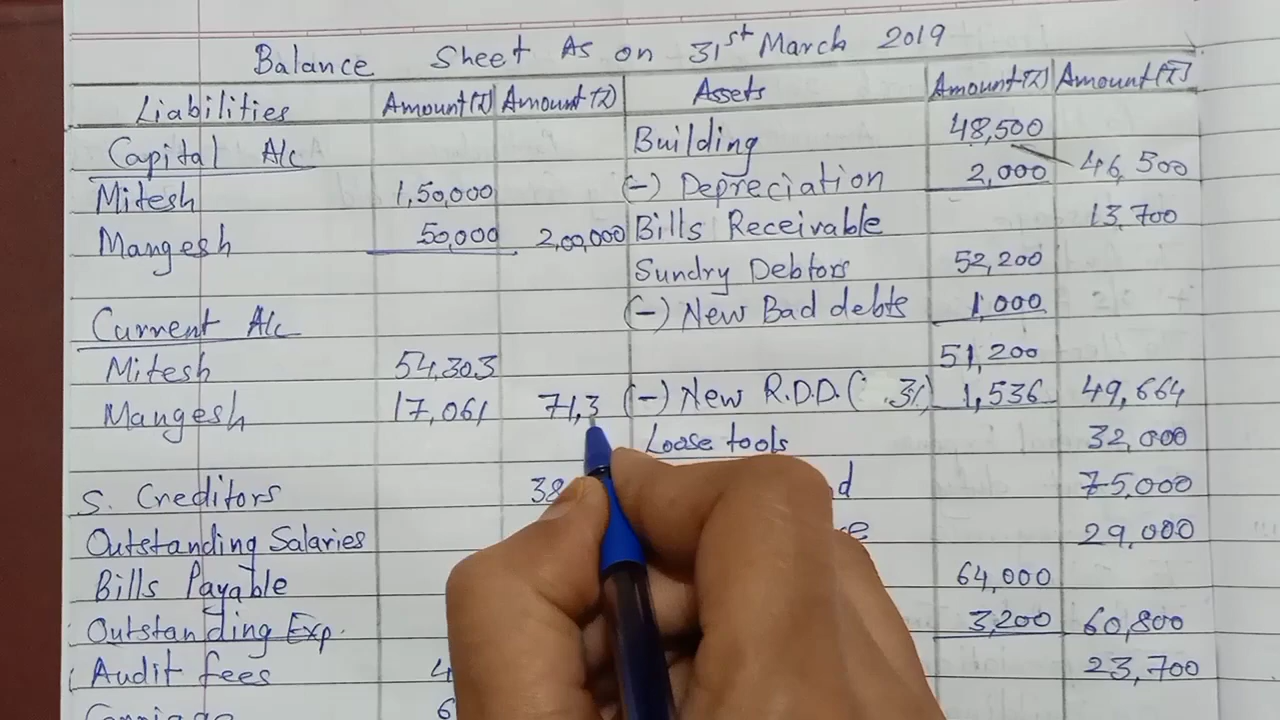 Balance Sheet As on 31st March 2019
Liabilities Amount(₹) Amount(₹) Assets Amount(₹) Amount(₹)
Capital A/c Building 48,500
Mitesh 1,50,000 (-) Depreciation 2,000 46,500
Mangesh 50,000 2,00,000 Bills Receivable 13,700
Sundry Debtors 52,200
Current A/c (-) New Bad debts 1,000
Mitesh 54,303 51,200
Mangesh 17,061 71,3 (-) New R.D.D. ( 3%) 1,536 49,664
Loose tools 32,000
S. Creditors 38 75,000
Outstanding Salaries 29,000
Bills Payable 64,000
Outstanding Exp. 3,200 60,800
Audit fees 4 23,700
6